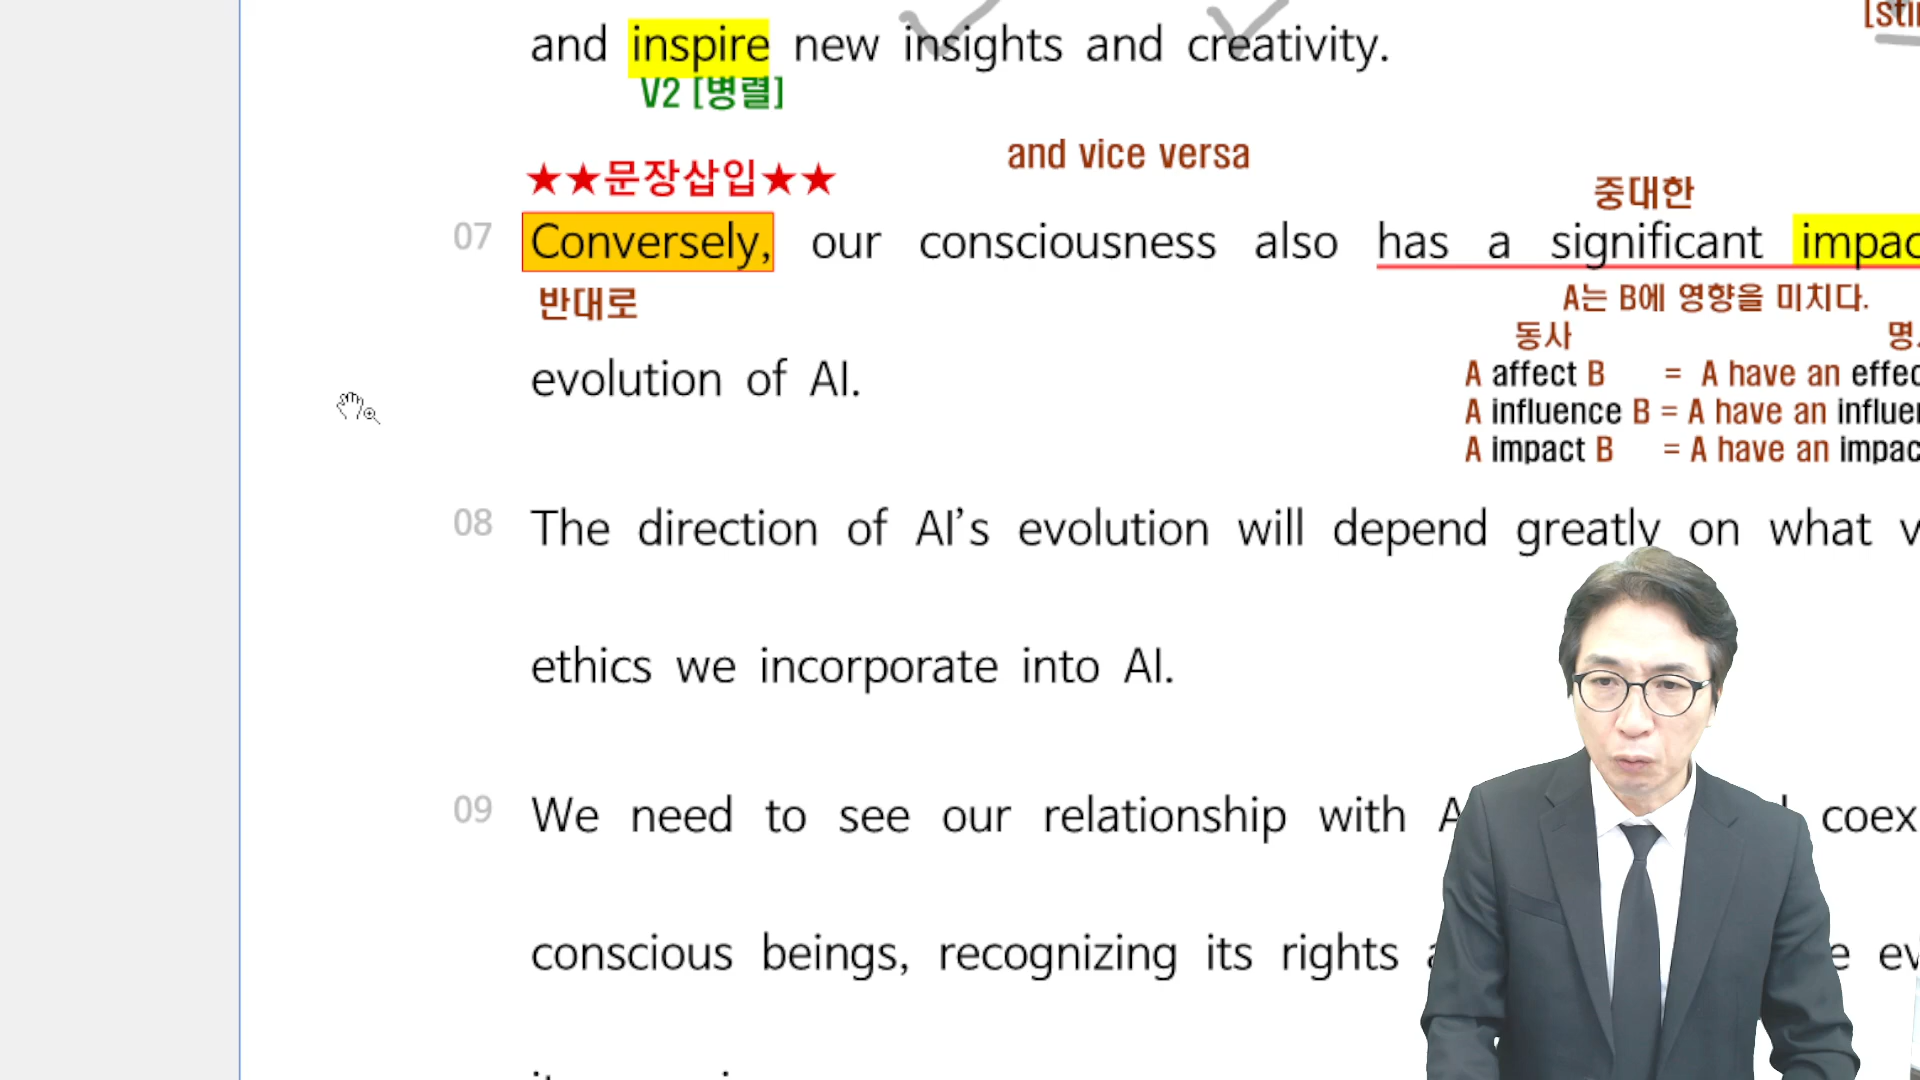 [sti
and inspire new insights and creativity.
V2 [병렬]
and vice versa
★★문장삽입★★
중대한
07 Conversely, our consciousness also has a significant impac
반대로
A는 B에 영향을 미치다.
동사 명
evolution of AI.
A affect B = A have an effec
A influence B = A have an influe
A impact B = A have an impac
08 The direction of AI's evolution will depend greatly on what v
ethics we incorporate into AI.
09 We need to see our relationship with A coex
conscious beings, recognizing its rights a e ev